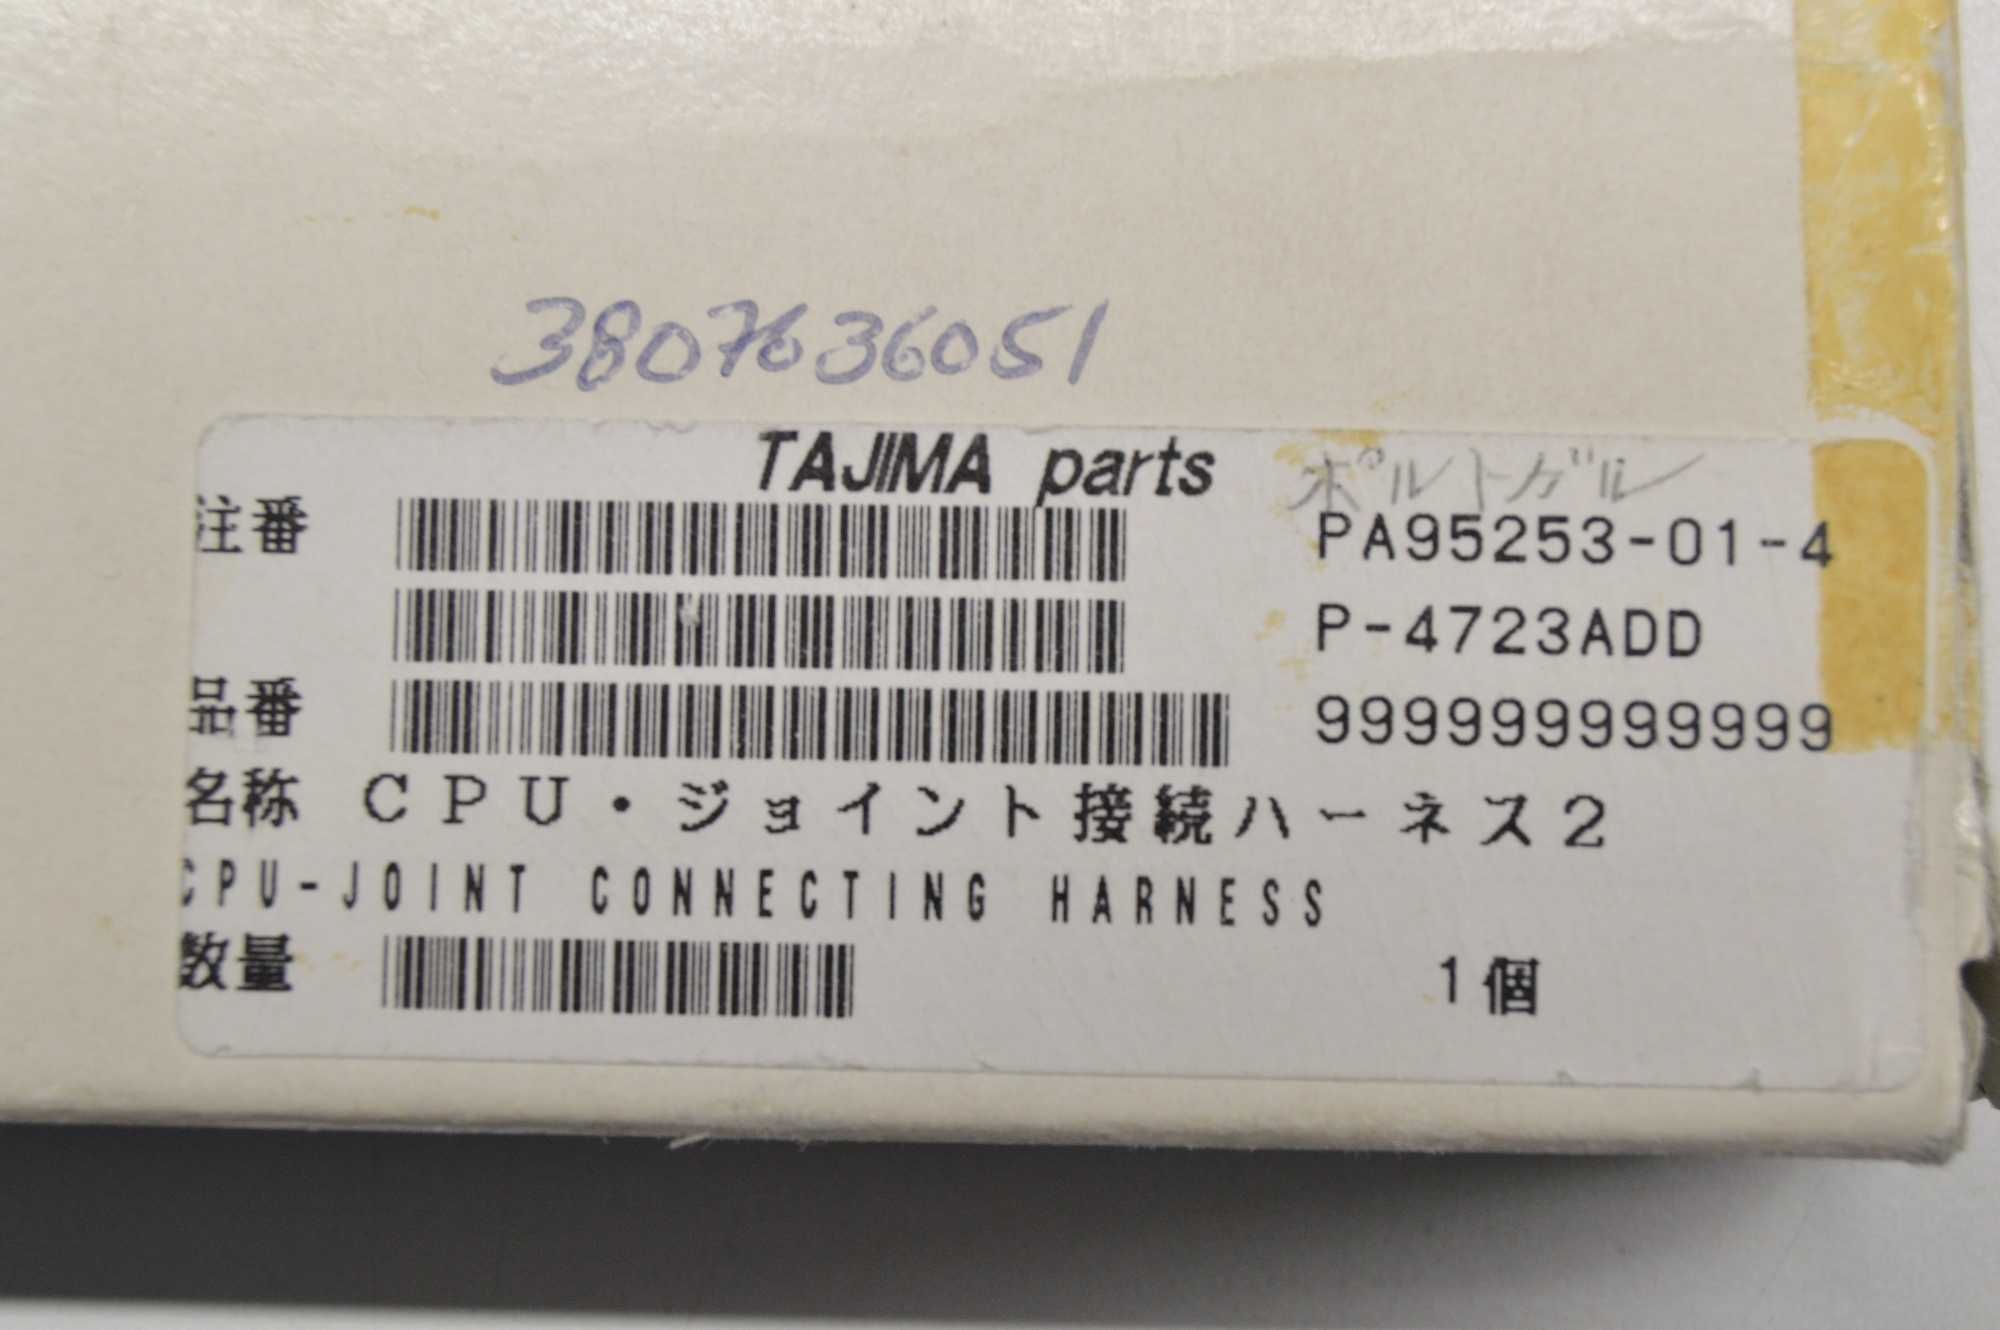 3807636051
TAJIMA parts ポルトガル
注番 PA95253-01-4
P-4723ADD
品番 999999999999
名称 CPU・ジョイント接続ハーネス2
CPU-JOINT CONNECTING HARNESS
数量 1個